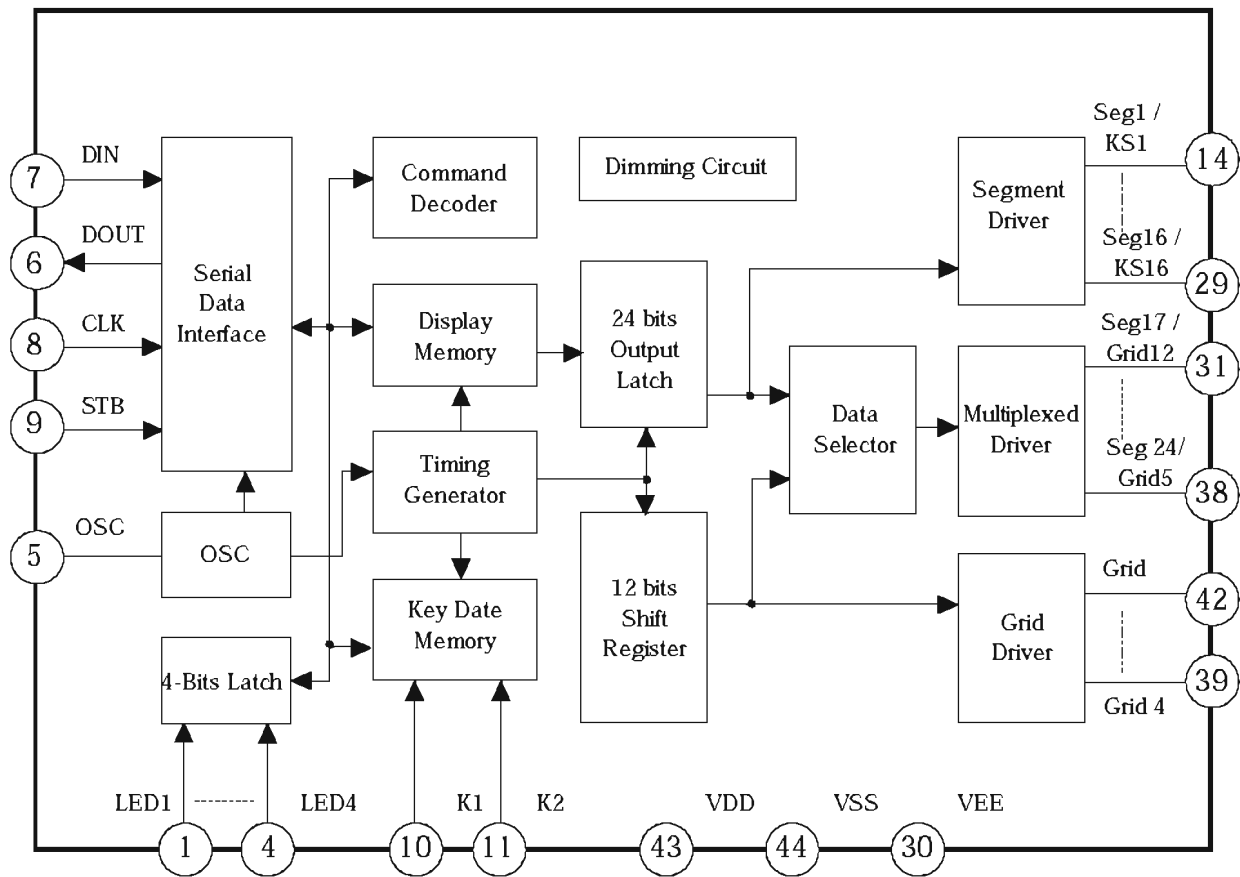 Seg1 /
KS1
14
DIN
7
Command
Decoder
Dimming Circuit
Segment
Driver
DOUT
6
Serial
Data
Interface
Seg16 /
KS16
29
CLK
8
Display
Memory
24 bits
Output
Latch
Seg17 /
Grid12
31
STB
9
Timing
Generator
Data
Selector
Multiplexed
Driver
Seg 24/
Grid5
38
OSC
5
OSC
Key Date
Memory
12 bits
Shift
Register
Grid
Driver
Grid
42
4-Bits Latch
39
Grid 4
LED1
LED4
K1
K2
VDD
VSS
VEE
1
4
10
11
43
44
30